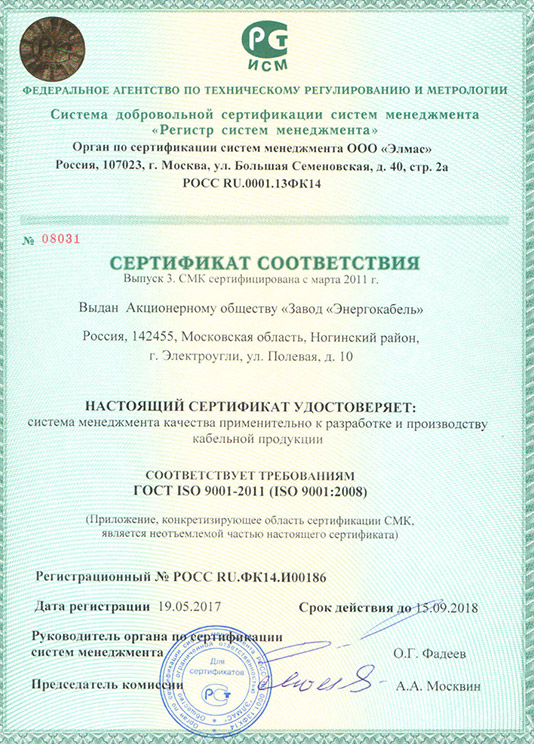 РСТ
РСТ
ИСМ
ФЕДЕРАЛЬНОЕ АГЕНТСТВО ПО ТЕХНИЧЕСКОМУ РЕГУЛИРОВАНИЮ И МЕТРОЛОГИИ
Система добровольной сертификации систем менеджмента
«Регистр систем менеджмента»
Орган по сертификации систем менеджмента ООО «Элмас»
Россия, 107023, г. Москва, ул. Большая Семеновская, д. 40, стр. 2а
РОСС RU.0001.13ФК14
№ 08031
СЕРТИФИКАТ СООТВЕТСТВИЯ
Выпуск 3. СМК сертифицирована с марта 2011 г.
Выдан Акционерному обществу «Завод «Энергокабель»
Россия, 142455, Московская область, Ногинский район,
г. Электроугли, ул. Полевая, д. 10
НАСТОЯЩИЙ СЕРТИФИКАТ УДОСТОВЕРЯЕТ:
система менеджмента качества применительно к разработке и производству
кабельной продукции
СООТВЕТСТВУЕТ ТРЕБОВАНИЯМ
ГОСТ ISO 9001-2011 (ISO 9001:2008)
(Приложение, конкретизирующее область сертификации СМК,
является неотъемлемой частью настоящего сертификата)
Регистрационный № РОСС RU.ФК14.И00186
Дата регистрации 19.05.2017 Срок действия до 15.09.2018
Руководитель органа по сертификации
систем менеджмента О.Г. Фадеев
Председатель комиссии А.А. Москвин
Для
сертификатов
РСТ